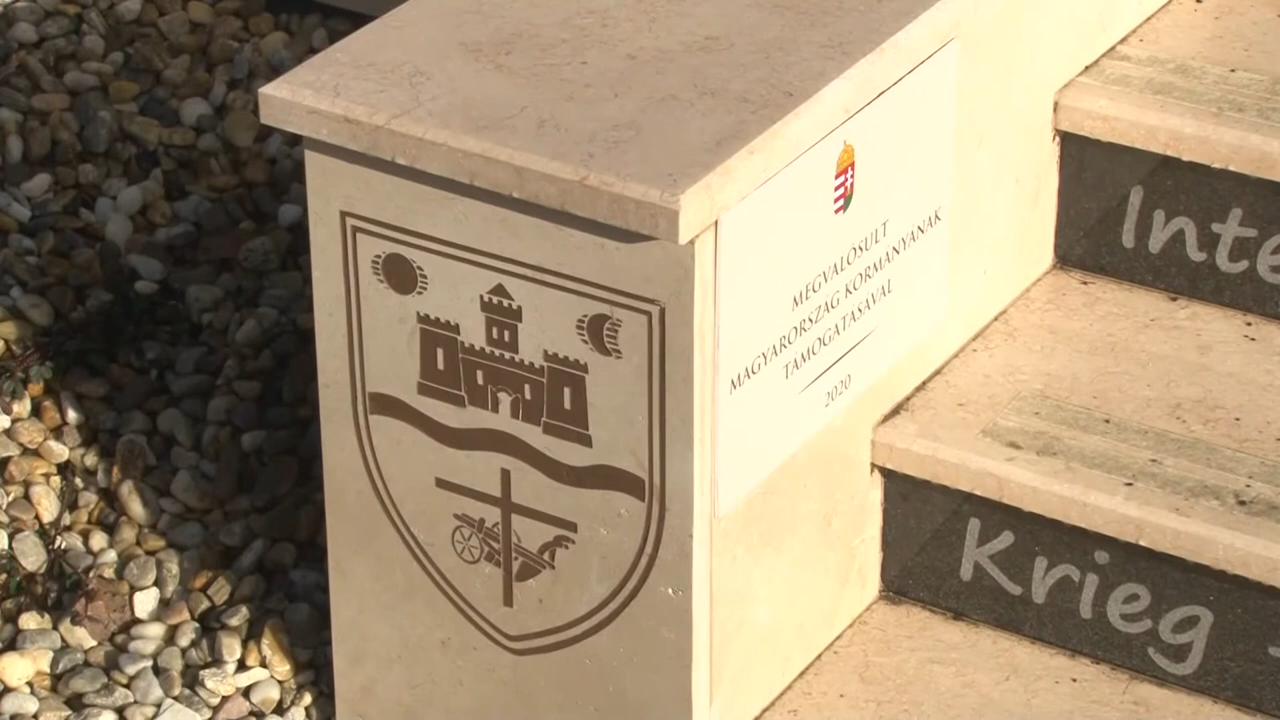 MEGVALÓSULT
MAGYARORSZÁG KORMÁNYÁNAK
TÁMOGATÁSÁVAL
2020
Inte
Krieg -